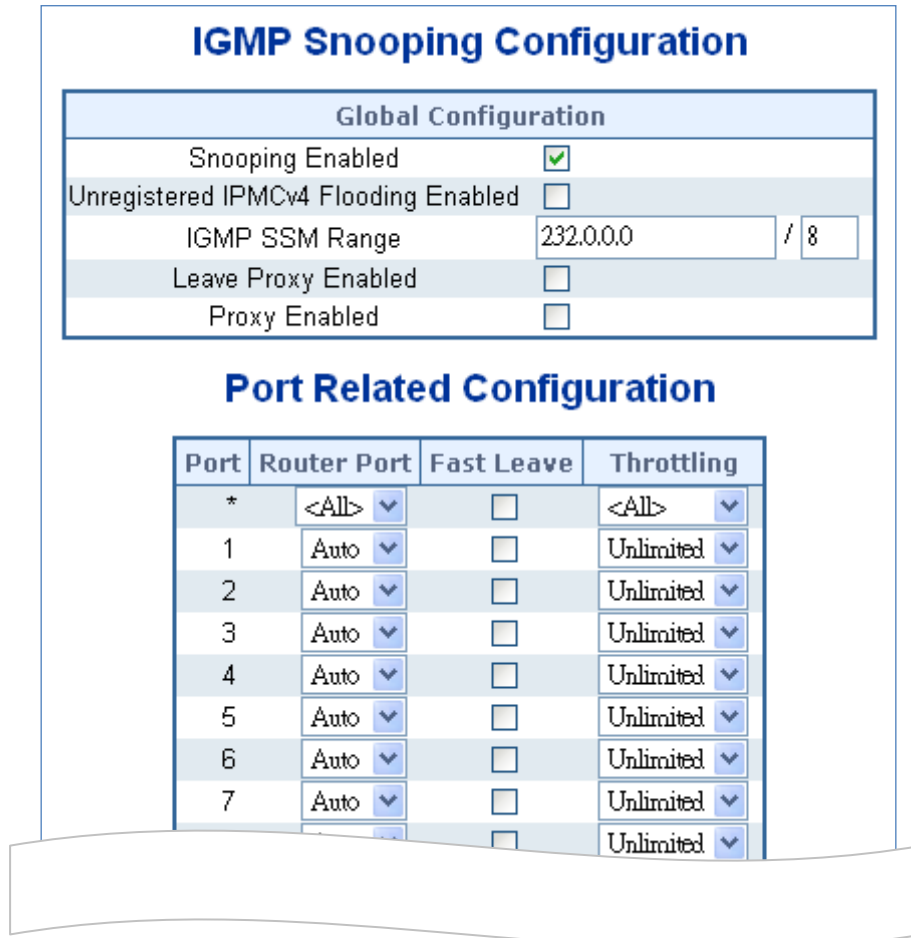 IGMP Snooping Configuration
Global Configuration
Snooping Enabled
Unregistered IPMCv4 Flooding Enabled
IGMP SSM Range 232.0.0.0 / 8
Leave Proxy Enabled
Proxy Enabled
Port Related Configuration
Port Router Port Fast Leave Throttling
* <All> <All>
1 Auto Unlimited
2 Auto Unlimited
3 Auto Unlimited
4 Auto Unlimited
5 Auto Unlimited
6 Auto Unlimited
7 Auto Unlimited
Unlimited